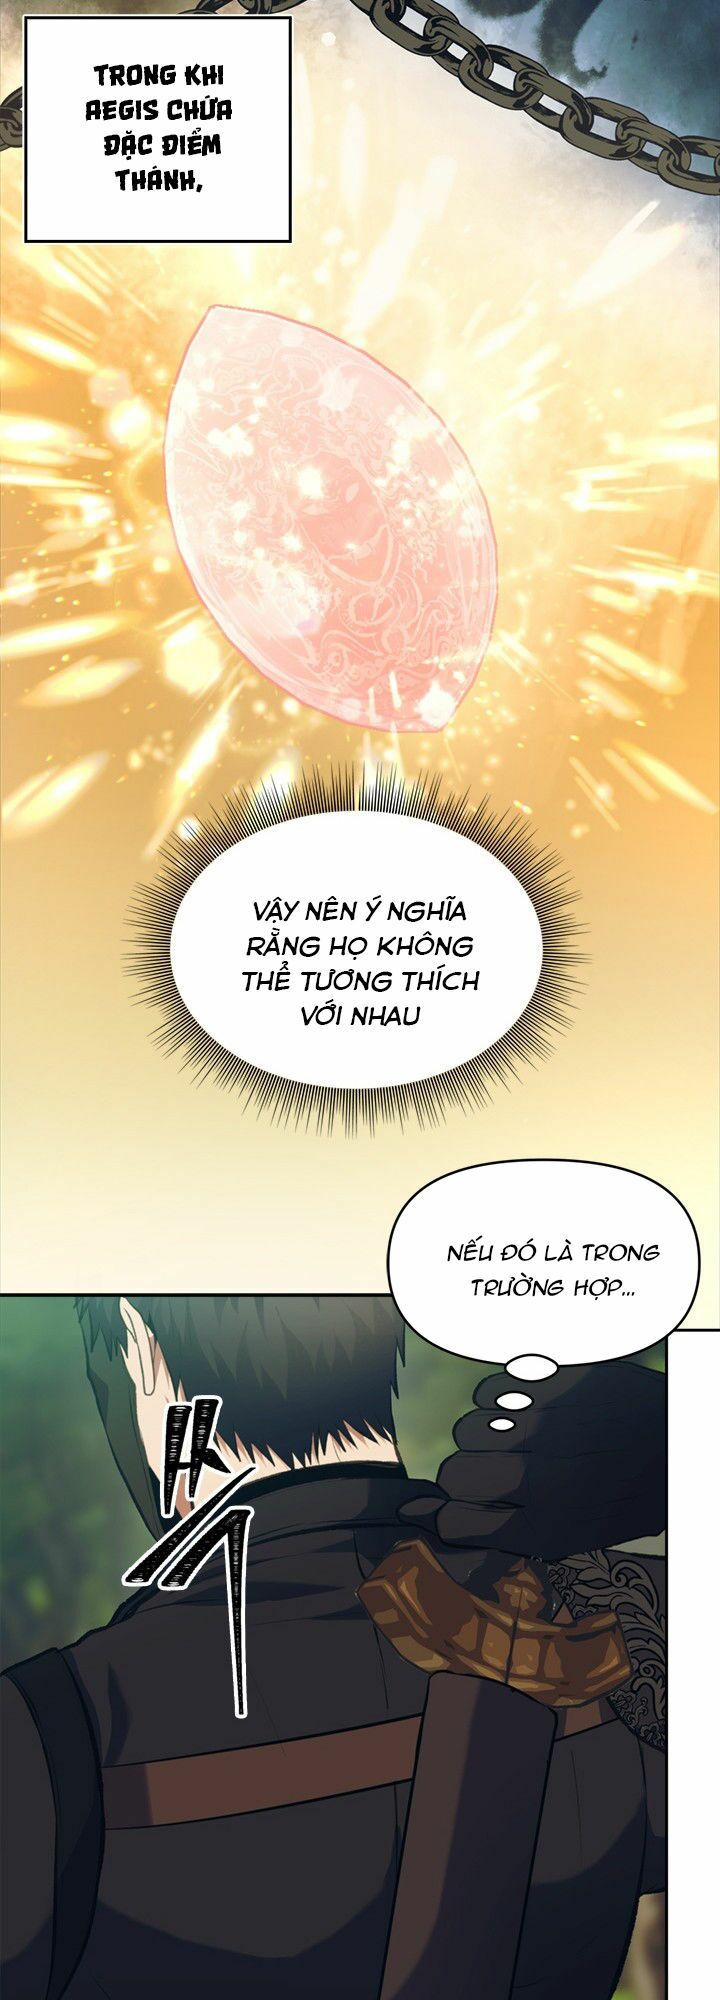 TRONG KHI
AEGIS CHỨA
ĐẶC ĐIỂM
THÁNH,
VẬY NÊN Ý NGHĨA
RẰNG HỌ KHÔNG
THỂ TƯƠNG THÍCH
VỚI NHAU
NẾU ĐÓ LÀ TRONG
TRƯỜNG HỢP...